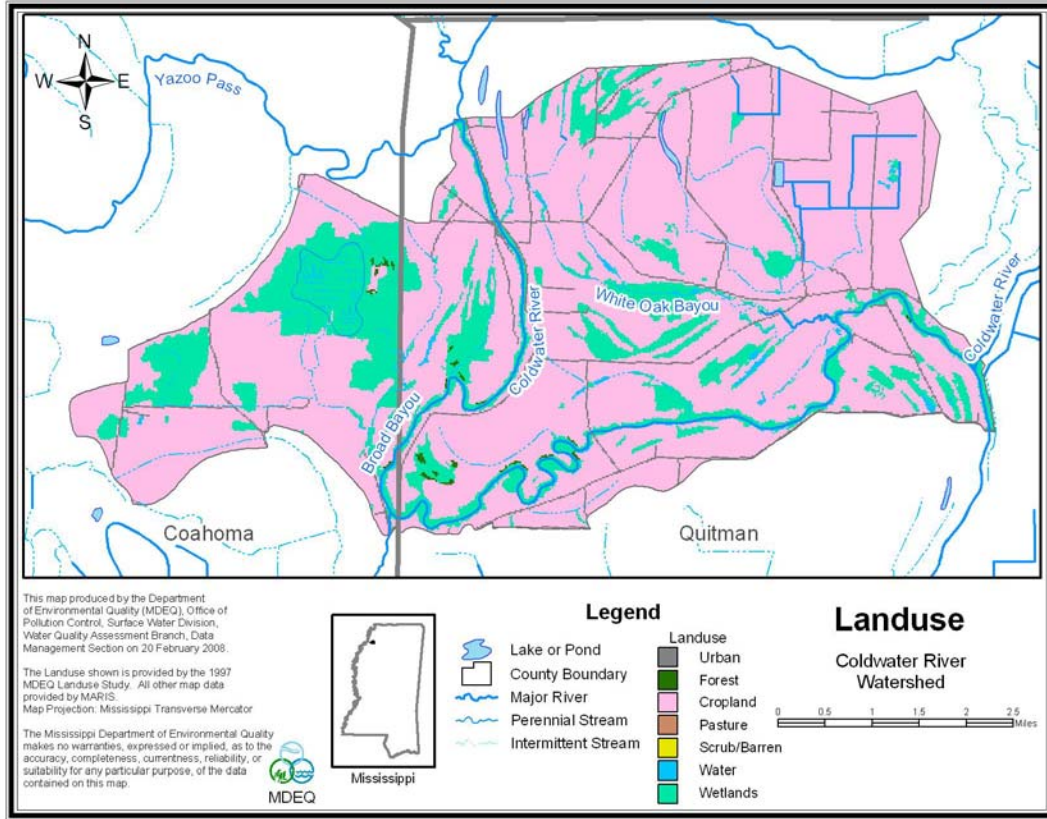 N
W E
S
Yazoo Pass
White Oak Bayou
Coldwater River
Coldwater River
Broad Bayou
Coahoma
Quitman
This map produced by the Department
of Environmental Quality (MDEQ), Office of
Pollution Control, Surface Water Division,
Water Quality Assessment Branch, Data
Management Section on 20 February 2008.
The Landuse shown is provided by the 1997
MDEQ Landuse Study. All other map data
provided by MARIS.
Map Projection: Mississippi Transverse Mercator
The Mississippi Department of Environmental Quality
makes no warranties, expressed or implied, as to the
accuracy, completeness, currentness, reliability, or
suitability for any particular purpose, of the data
contained on this map.
MDEQ
Mississippi
Legend
Lake or Pond
County Boundary
Major River
Perennial Stream
Intermittent Stream
Landuse
Urban
Forest
Cropland
Pasture
Scrub/Barren
Water
Wetlands
Landuse
Coldwater River
Watershed
0 0.5 1 1.5 2 2.5
Miles